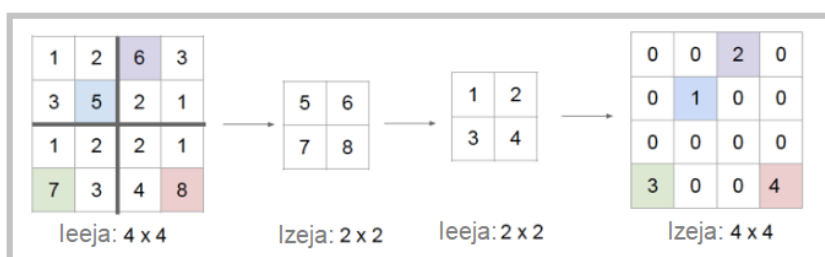 1 2 6 3
3 5 2 1
1 2 2 1
7 3 4 8
Ieeja: 4 x 4
5 6
7 8
Izeja: 2 x 2
1 2
3 4
Ieeja: 2 x 2
0 0 2 0
0 1 0 0
0 0 0 0
3 0 0 4
Izeja: 4 x 4